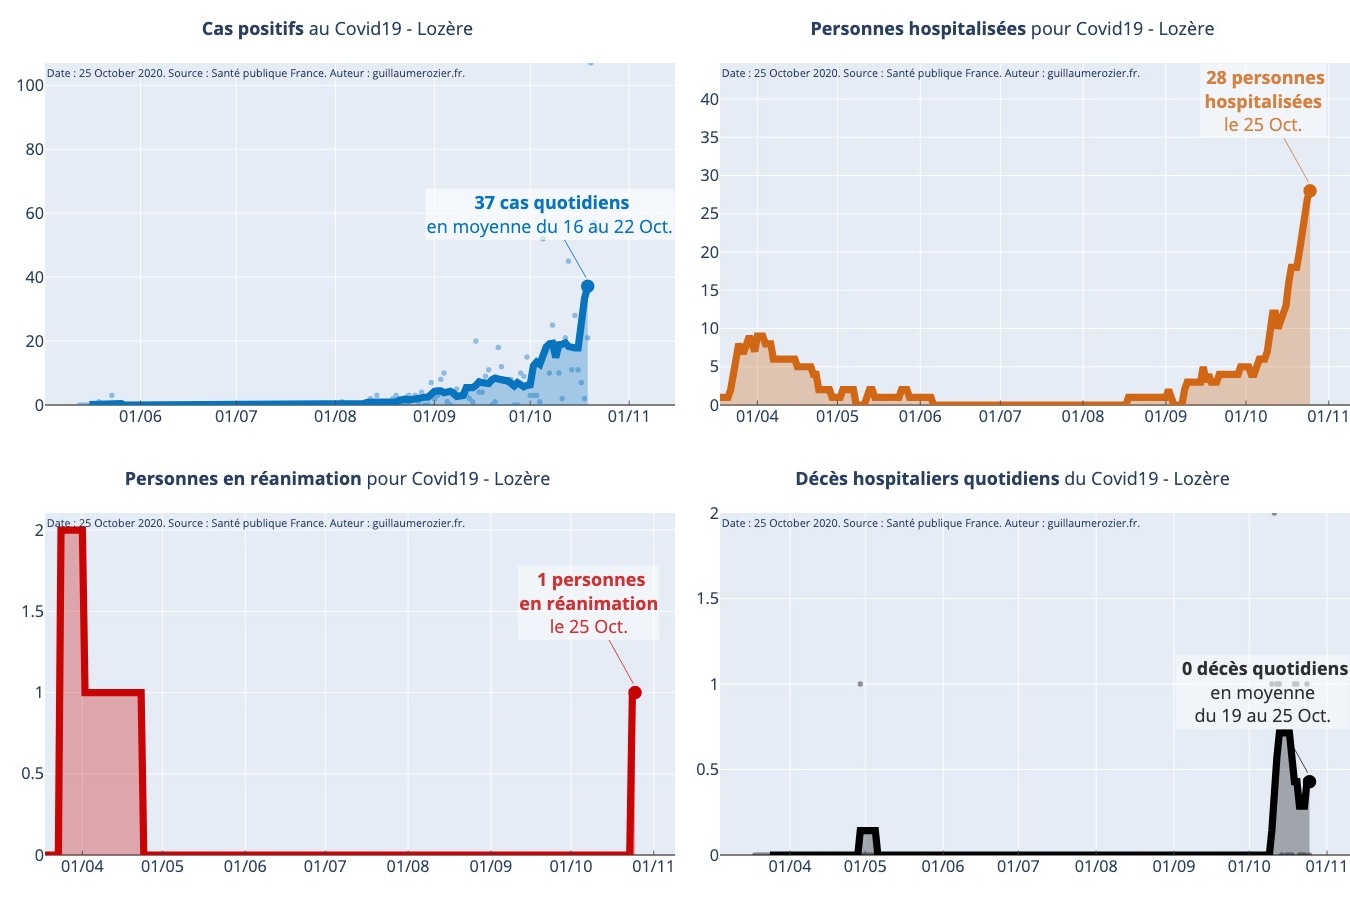 Cas positifs au Covid19 - Lozère
Date : 25 October 2020. Source : Santé publique France. Auteur : guillaumerozier.fr.
100
80
60
40
20
0
37 cas quotidiens
en moyenne du 16 au 22 Oct.
01/06 01/07 01/08 01/09 01/10 01/11
Personnes hospitalisées pour Covid19 - Lozère
Date : 25 October 2020. Source : Santé publique France. Auteur : guillaumerozier.fr.
28 personnes
hospitalisées
le 25 Oct.
40
35
30
25
20
15
10
5
0
01/04 01/05 01/06 01/07 01/08 01/09 01/10 01/11
Personnes en réanimation pour Covid19 - Lozère
Date : 25 October 2020. Source : Santé publique France. Auteur : guillaumerozier.fr.
2
1.5
1
0.5
0
1 personnes
en réanimation
le 25 Oct.
01/04 01/05 01/06 01/07 01/08 01/09 01/10 01/11
Décès hospitaliers quotidiens du Covid19 - Lozère
2
Date : 25 October 2020. Source : Santé publique France. Auteur : guillaumerozier.fr.
1.5
1
0.5
0
0 décès quotidiens
en moyenne
du 19 au 25 Oct.
01/04 01/05 01/06 01/07 01/08 01/09 01/10 01/11